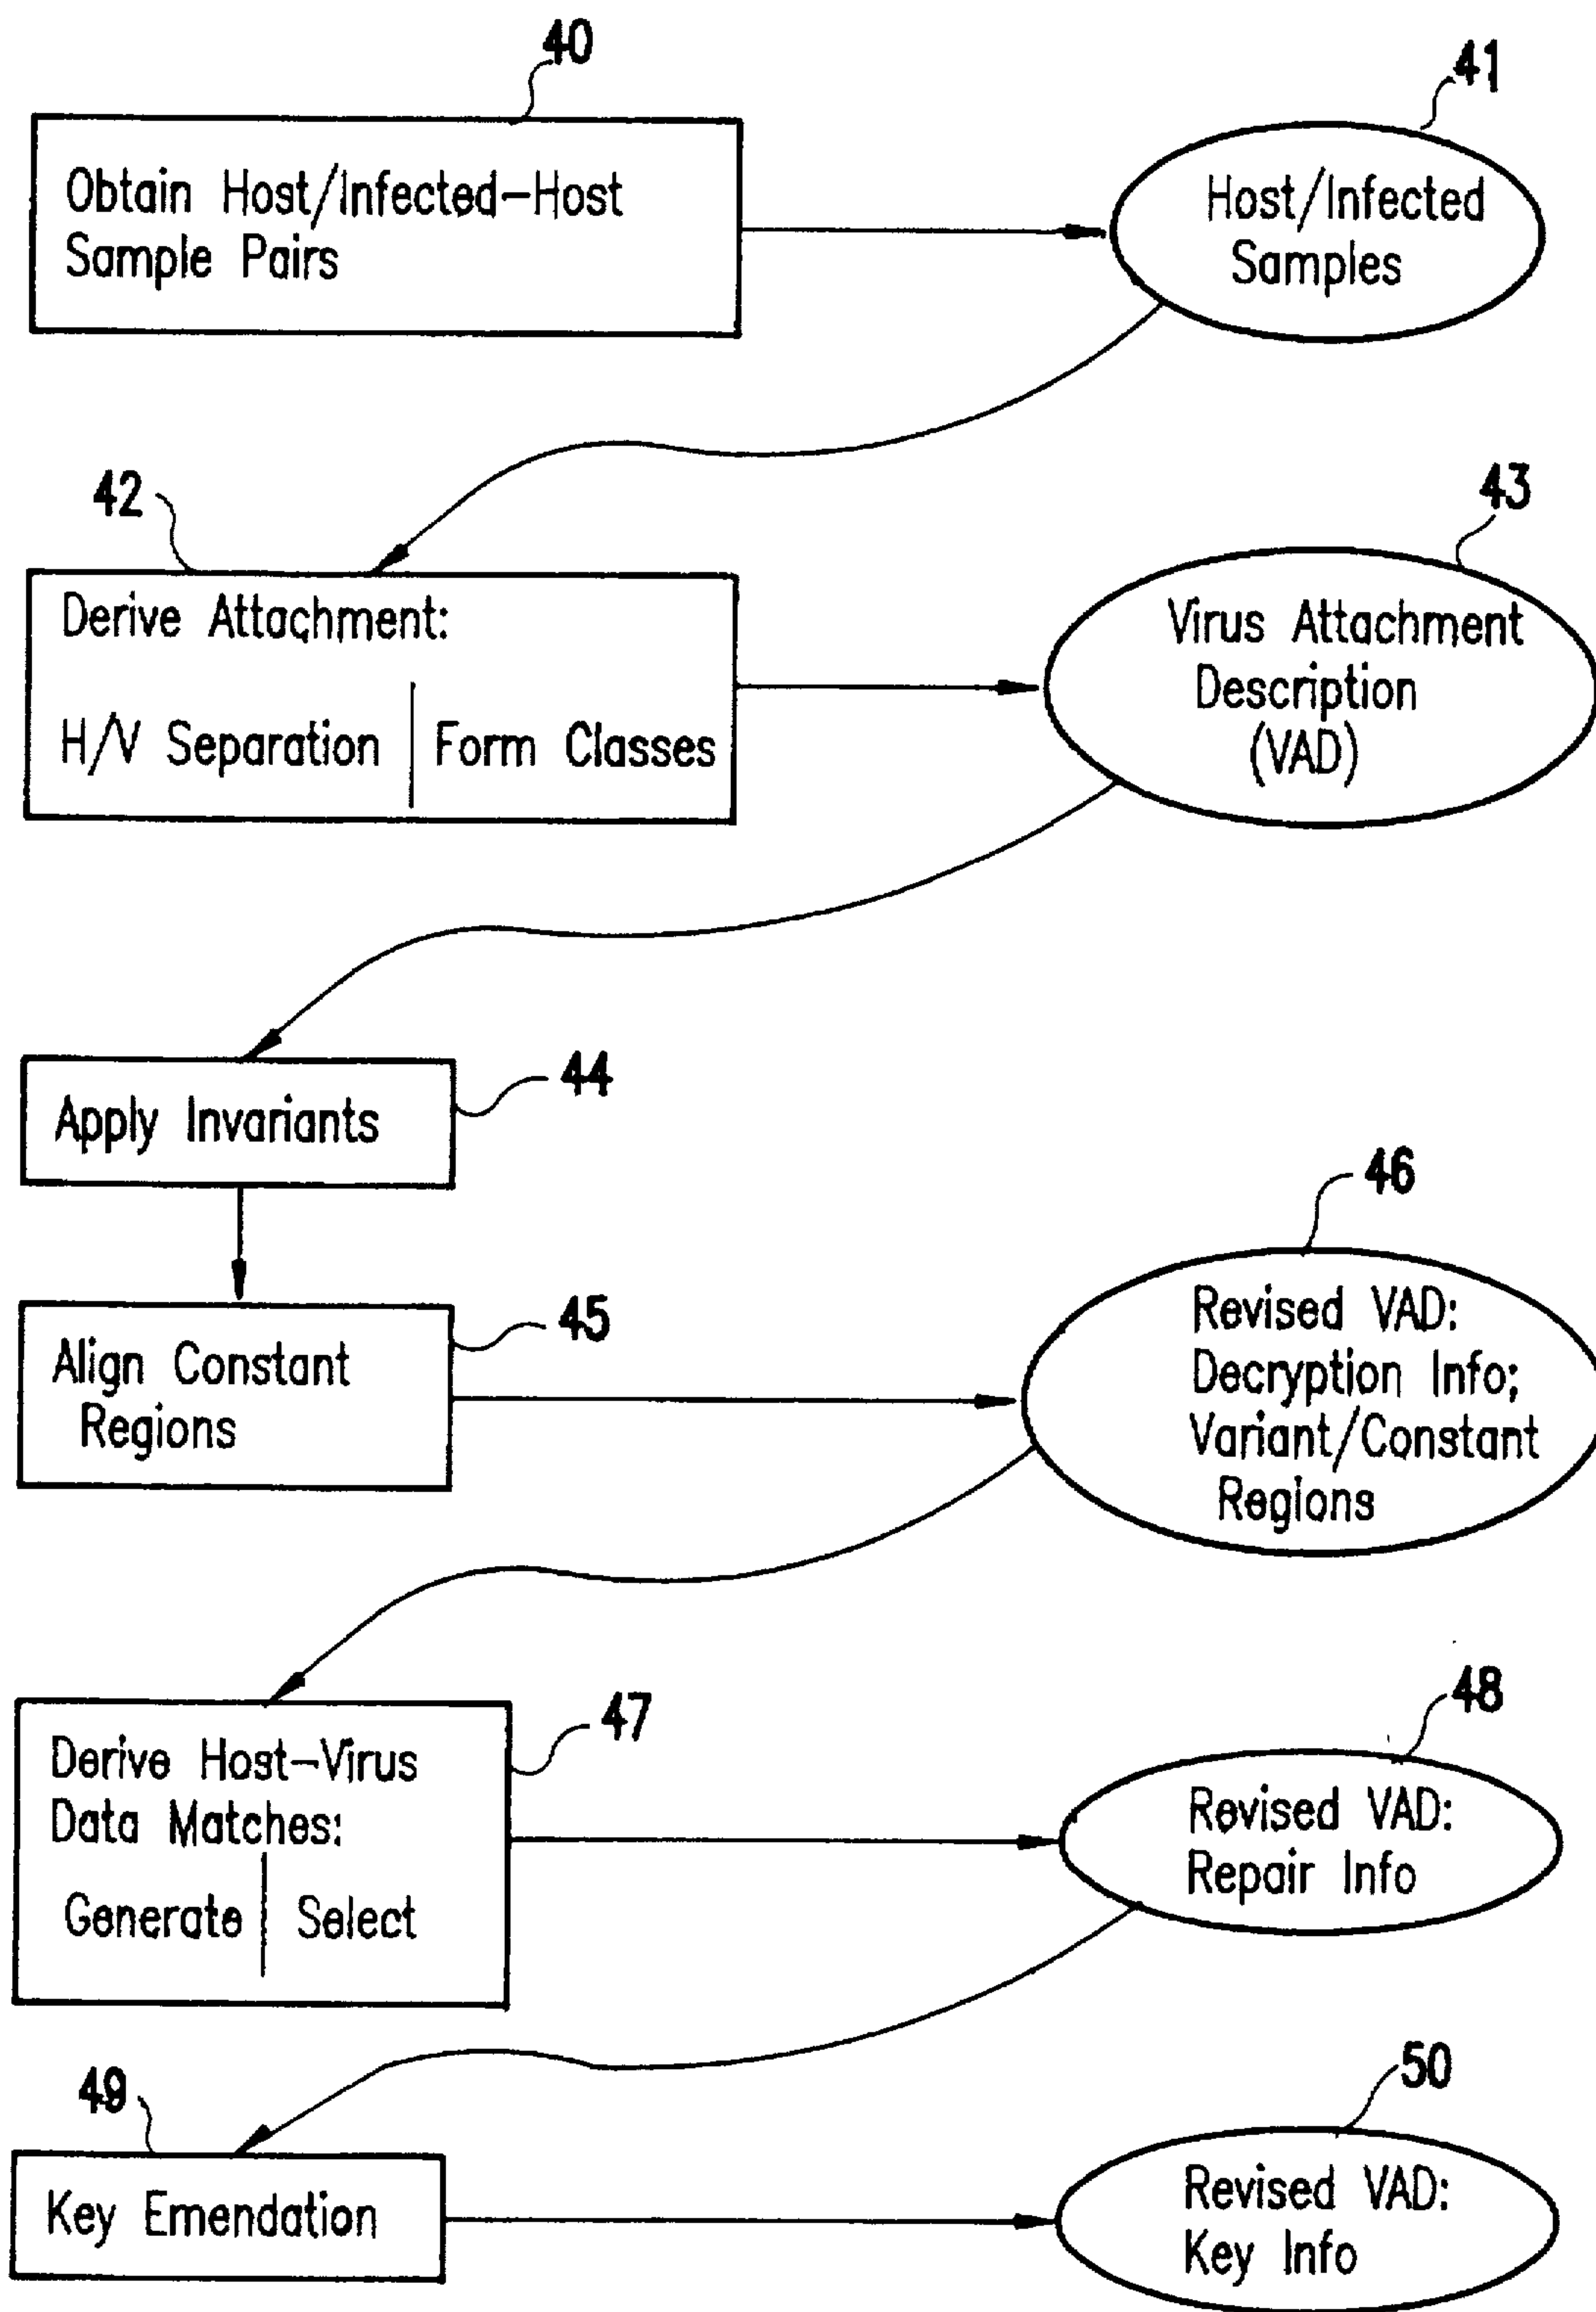 40
Obtain Host/Infected-Host
Sample Pairs
41
Host/Infected
Samples
42
Derive Attachment:
H/V Separation
Form Classes
43
Virus Attachment
Description
(VAD)
44
Apply Invariants
45
Align Constant
Regions
46
Revised VAD:
Decryption Info;
Variant/Constant
Regions
47
Derive Host-Virus
Data Matches:
Generate
Select
48
Revised VAD:
Repair Info
49
Key Emendation
50
Revised VAD:
Key Info